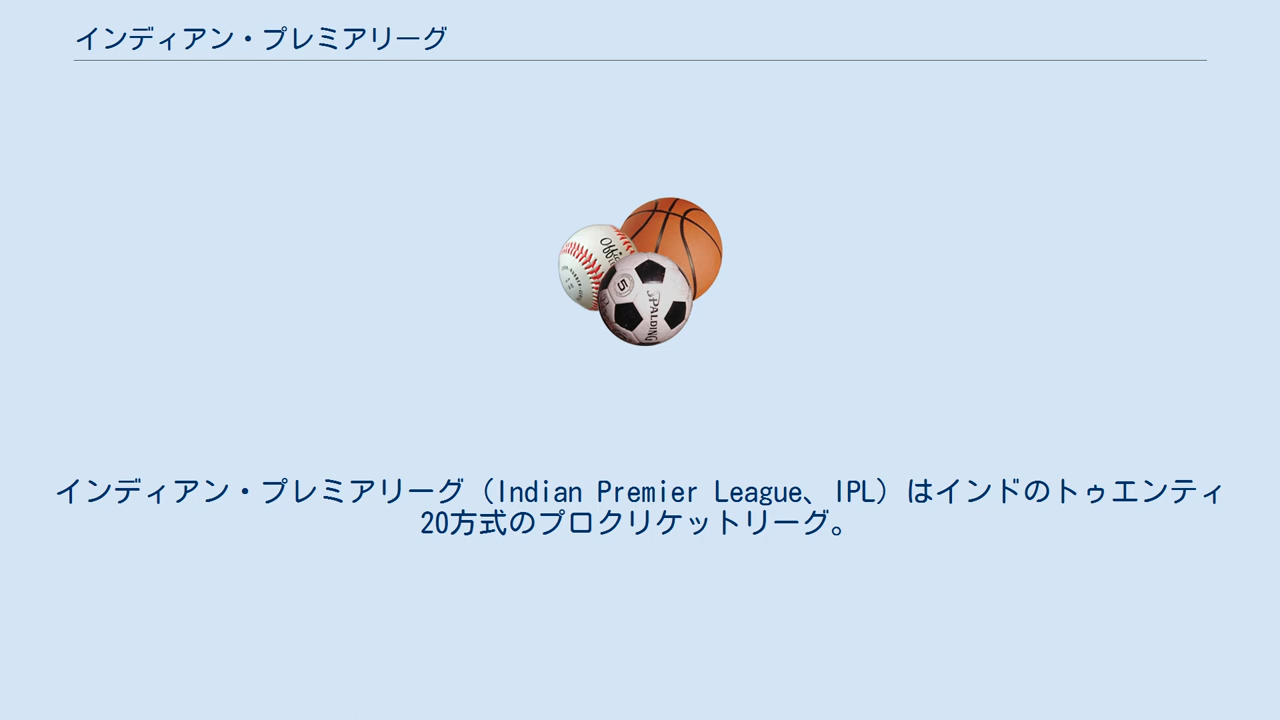 インディアン・プレミアリーグ
5
SPALDING
インディアン・プレミアリーグ（Indian Premier League、IPL）はインドのトゥエンティ
20方式のプロクリケットリーグ。